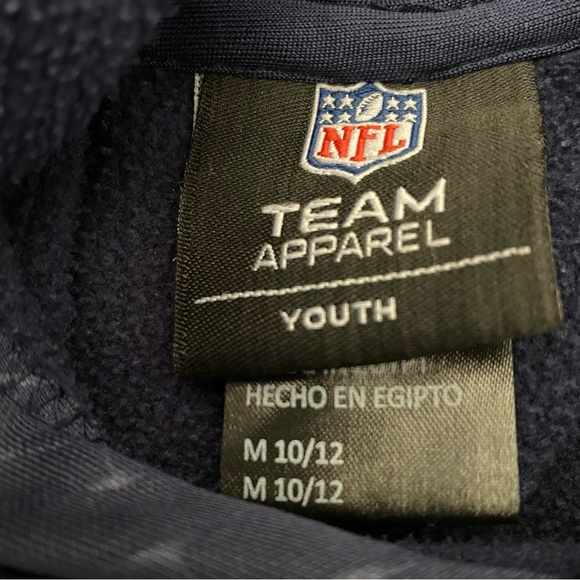 NFL
TEAM
APPAREL
YOUTH
HECHO EN EGIPTO
M 10/12
M 10/12